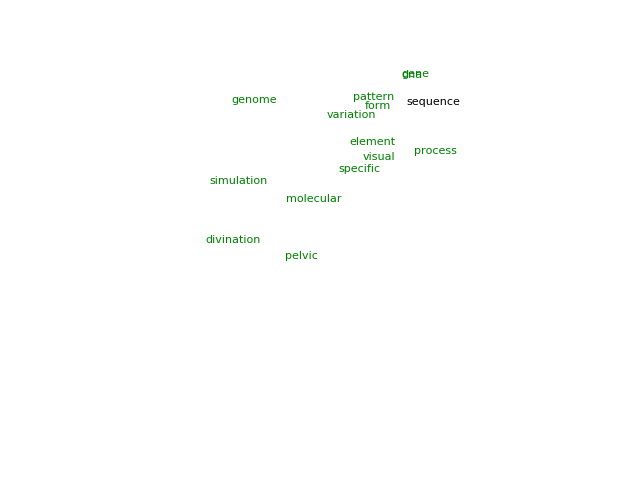 gene
dna
pattern
genome
sequence
form
variation
element
process
visual
specific
simulation
molecular
divination
pelvic